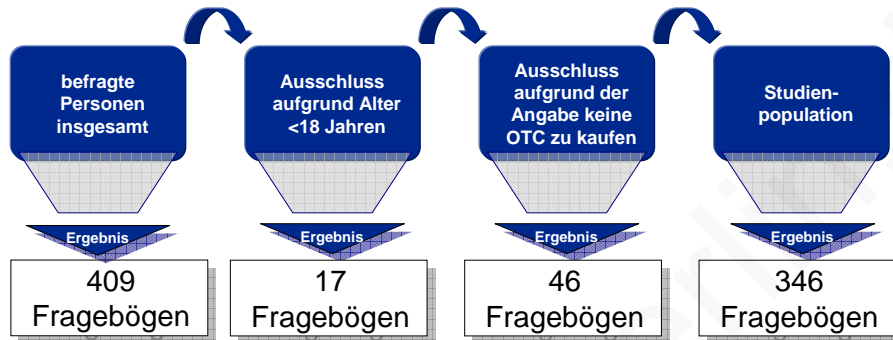 befragte
Personen
insgesamt
Ausschluss
aufgrund Alter
<18 Jahren
Ausschluss
aufgrund der
Angabe keine
OTC zu kaufen
Studien-
population
Ergebnis
Ergebnis
Ergebnis
Ergebnis
409
Fragebögen
17
Fragebögen
46
Fragebögen
346
Fragebögen